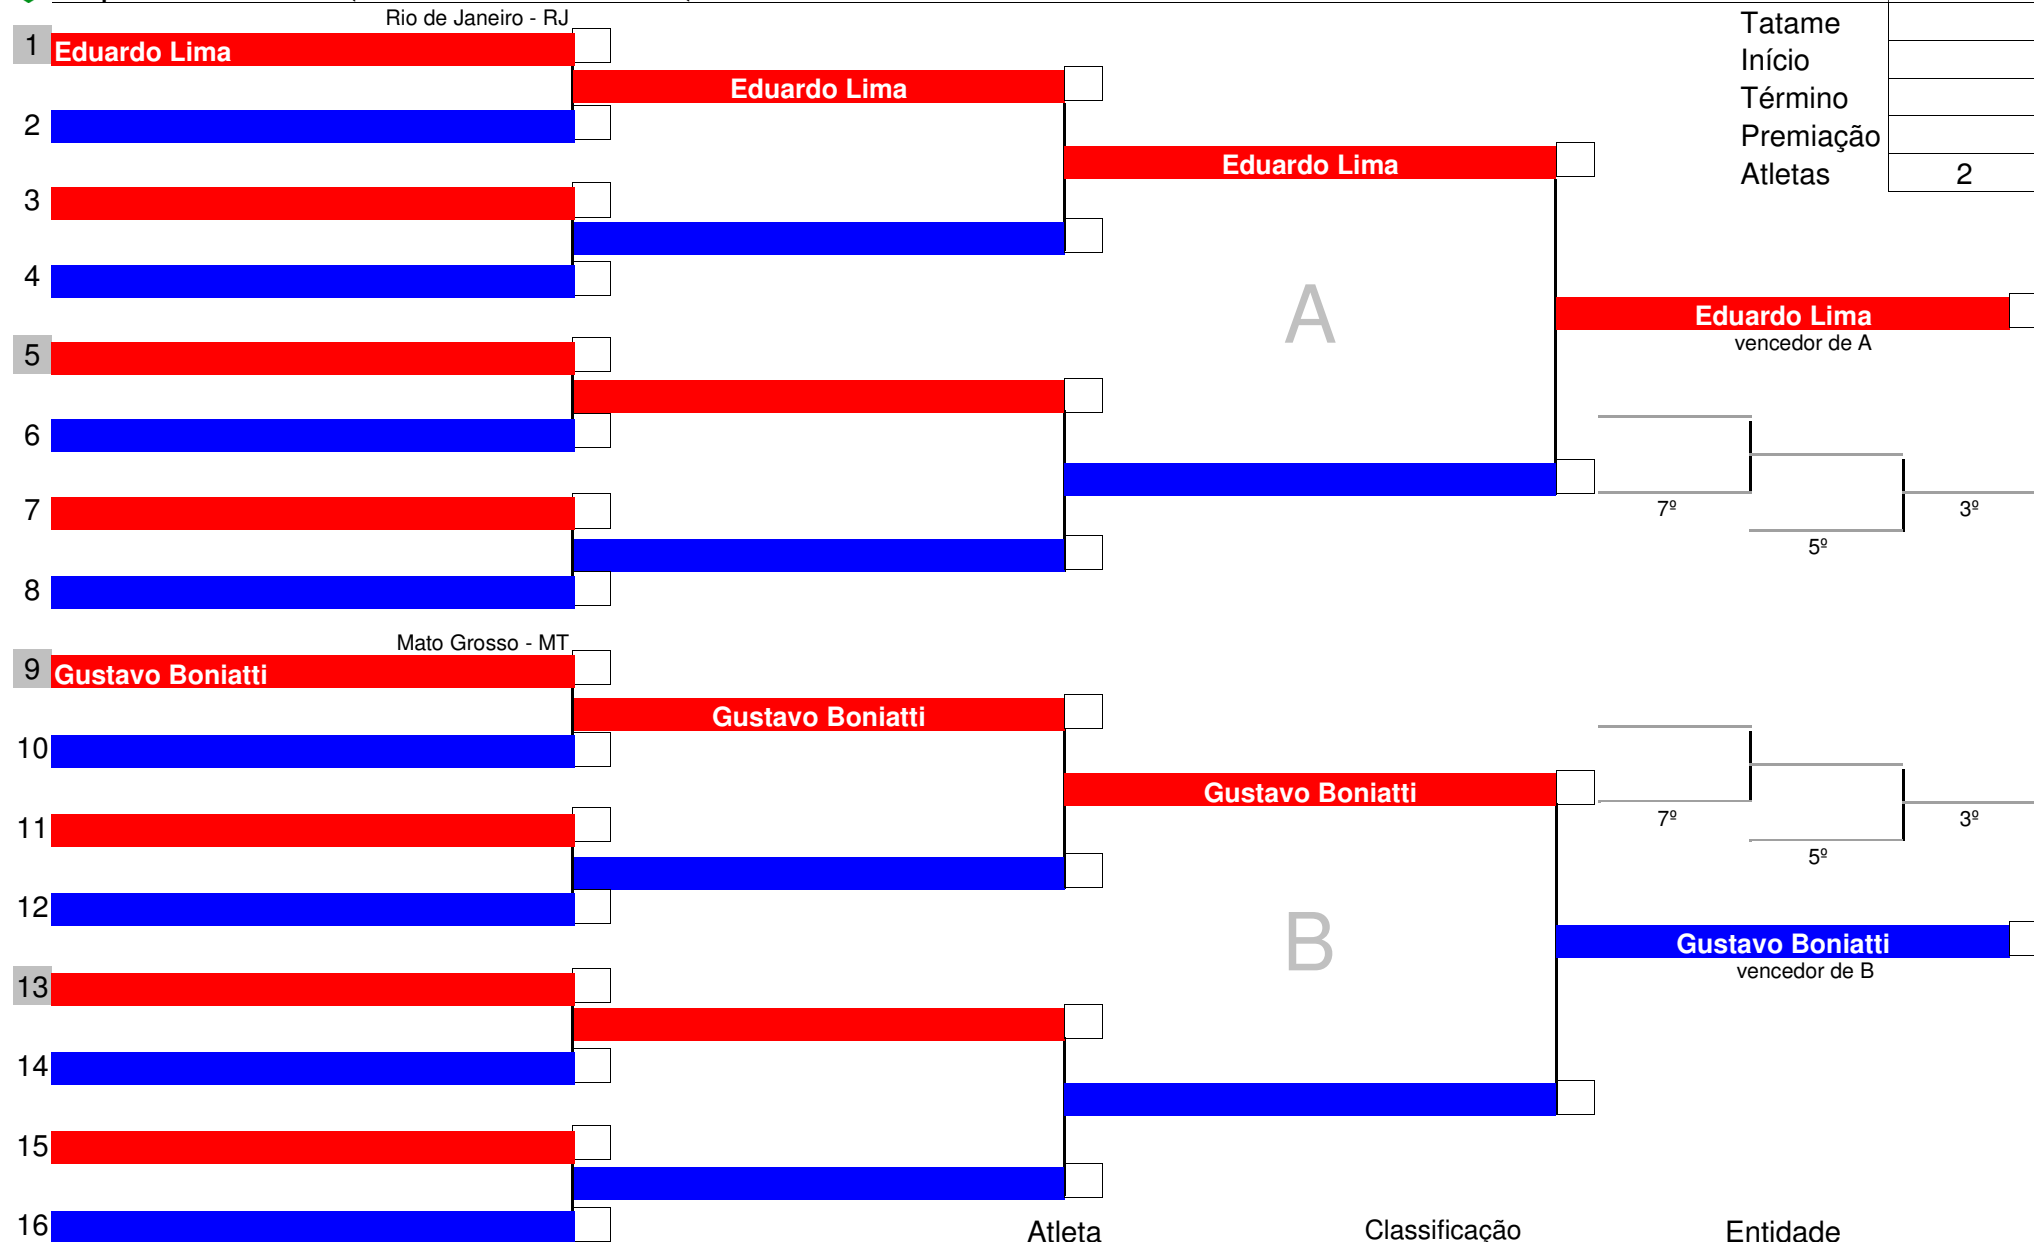 Rio de Janeiro - RJ
Tatame
1 Eduardo Lima
Início
Eduardo Lima
Término
2
Premiação
Eduardo Lima
Atletas 2
3
4
A
Eduardo Lima
vencedor de A
5
6
7
7º 3º
5º
8
Mato Grosso - MT
9 Gustavo Boniatti
Gustavo Boniatti
10
Gustavo Boniatti
11
7º 3º
5º
12
B
Gustavo Boniatti
vencedor de B
13
14
15
16
Atleta Classificação Entidade